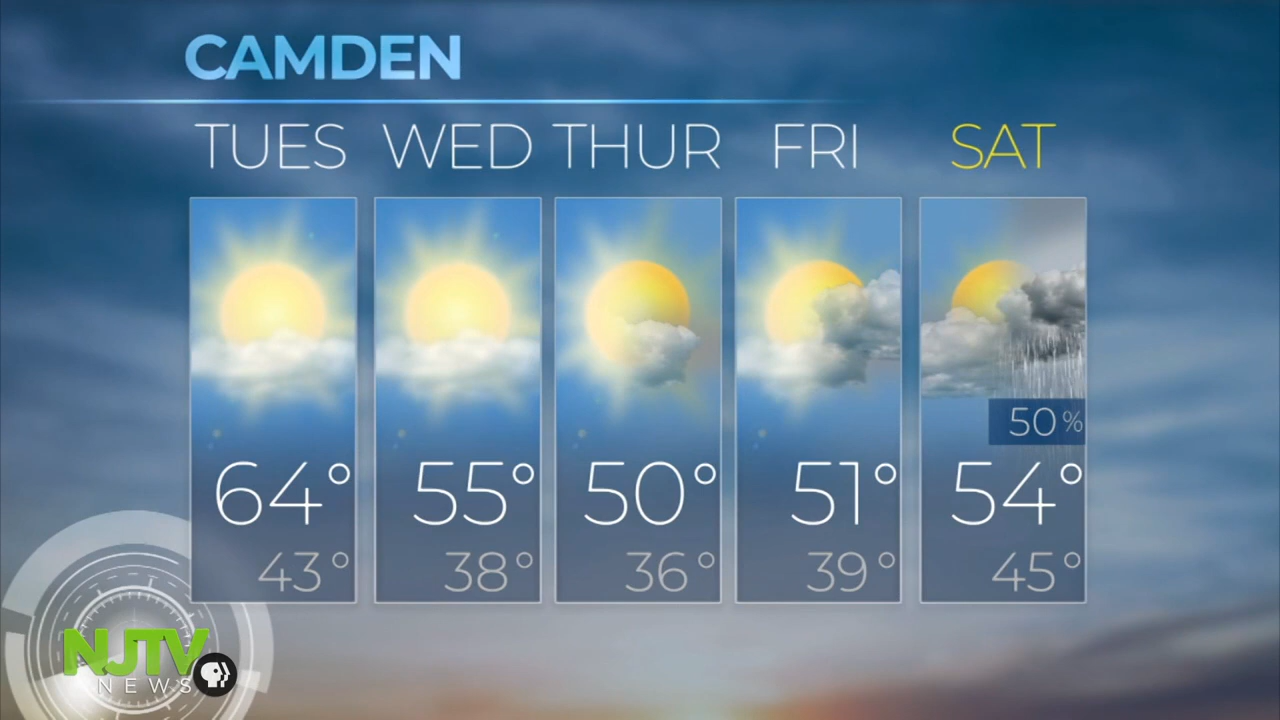 CAMDEN
TUES WED THUR FRI SAT
50%
64° 55° 50° 51° 54°
43° 38° 36° 39° 45°
NJTV
NEWS